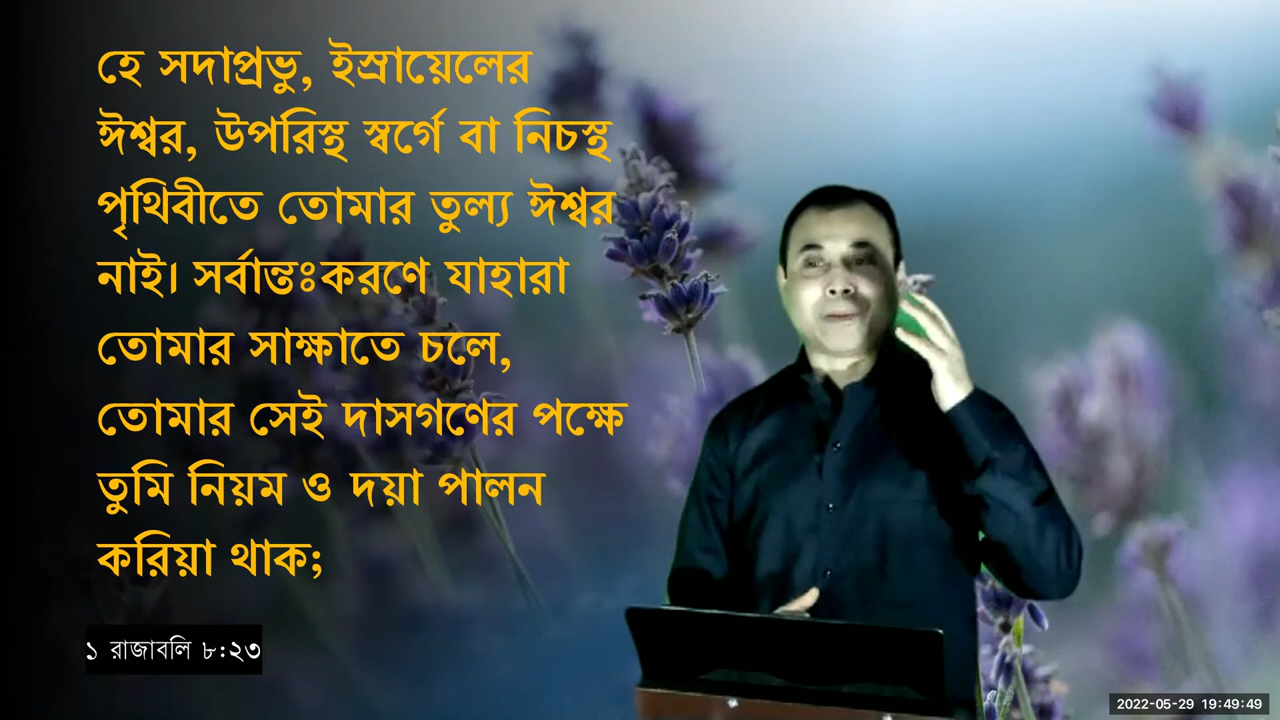 হে সদাপ্রভু, ইস্রায়েলের
ঈশ্বর, উপরিস্থ স্বর্গে বা নিচস্থ
পৃথিবীতে তোমার তুল্য ঈশ্বর
নাই। সর্বান্তঃকরণে যাহারা
তোমার সাক্ষাতে চলে,
তোমার সেই দাসগণের পক্ষে
তুমি নিয়ম ও দয়া পালন
করিয়া থাক;
১ রাজাবলি ৮:২৩
2022-05-29 19:49:49